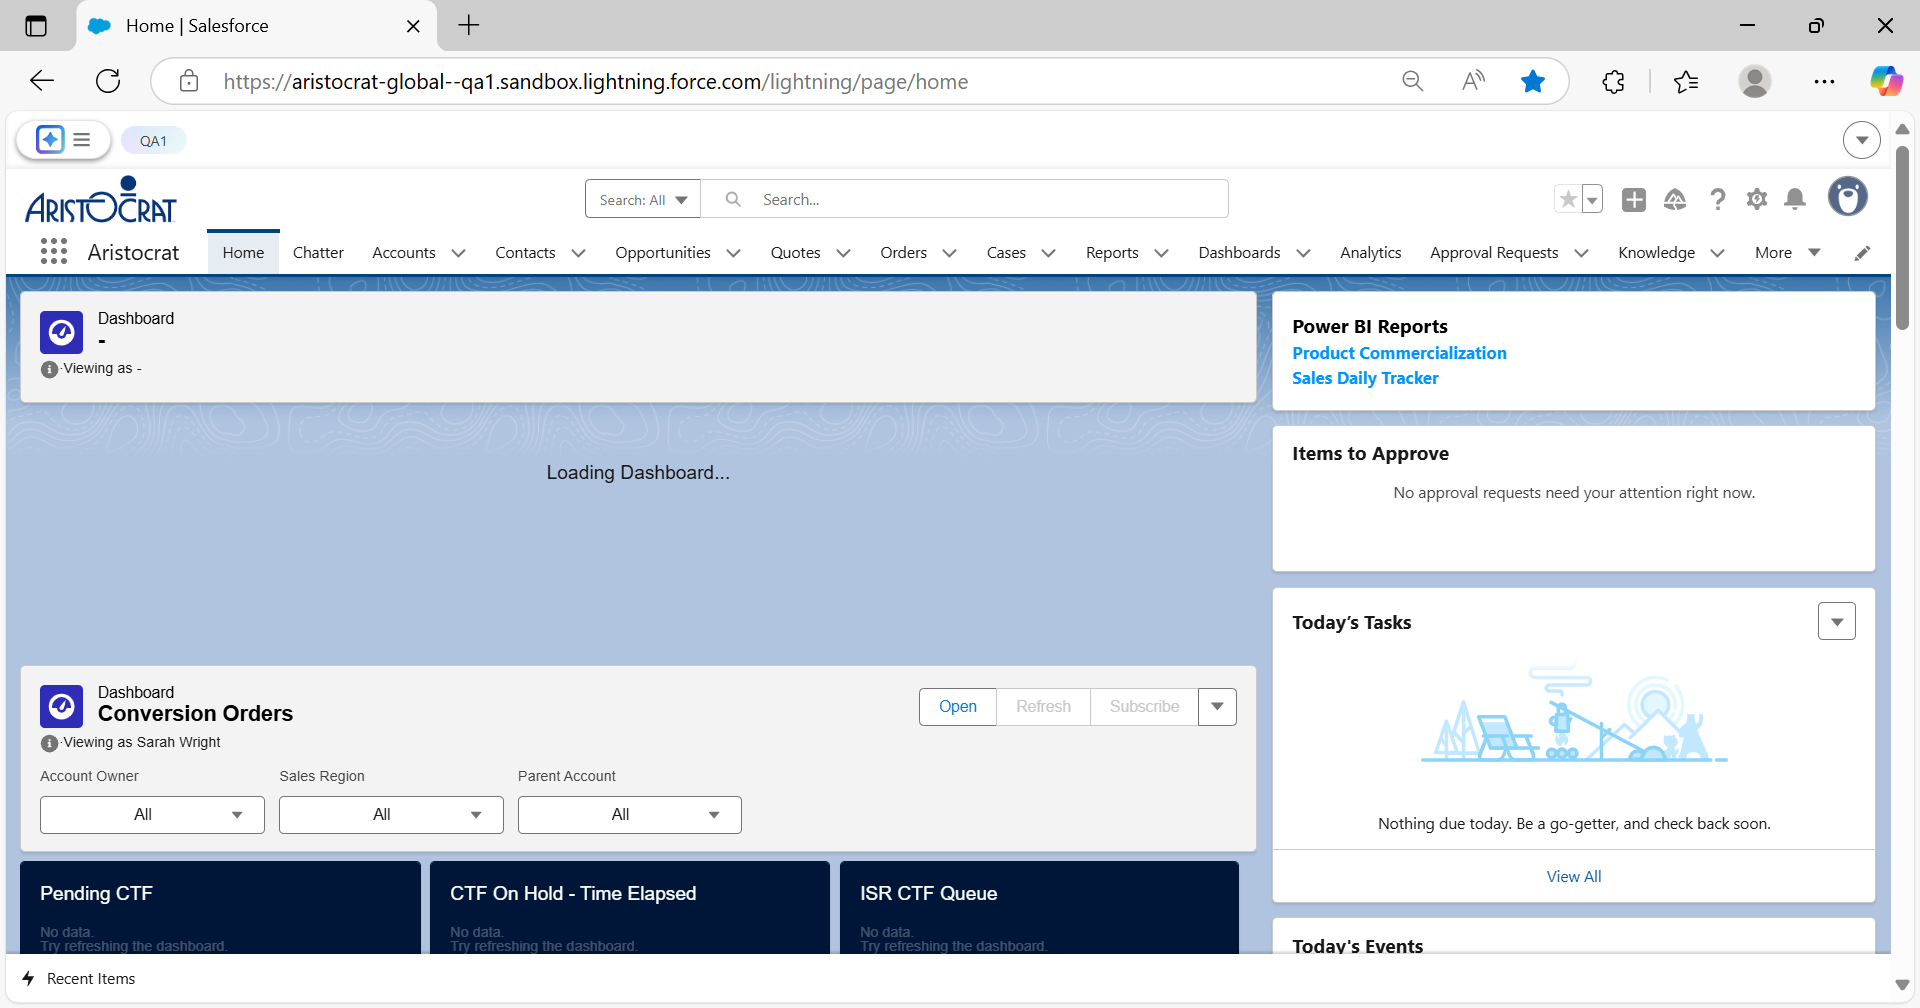 Home | Salesforce
https://aristocrat-global--qa1.sandbox.lightning.force.com/lightning/page/home
QA1
ARISTOCRAT
Search: All
Search...
Aristocrat
Home
Chatter
Accounts
Contacts
Opportunities
Quotes
Orders
Cases
Reports
Dashboards
Analytics
Approval Requests
Knowledge
More
Dashboard
-
Viewing as -
Loading Dashboard...
Power BI Reports
Product Commercialization
Sales Daily Tracker
Items to Approve
No approval requests need your attention right now.
Today’s Tasks
Nothing due today. Be a go-getter, and check back soon.
View All
Today's Events
Dashboard
Conversion Orders
Viewing as Sarah Wright
Open
Refresh
Subscribe
Account Owner
Sales Region
Parent Account
All
All
All
Pending CTF
No data.
Try refreshing the dashboard.
CTF On Hold - Time Elapsed
No data.
Try refreshing the dashboard.
ISR CTF Queue
No data.
Try refreshing the dashboard.
Recent Items